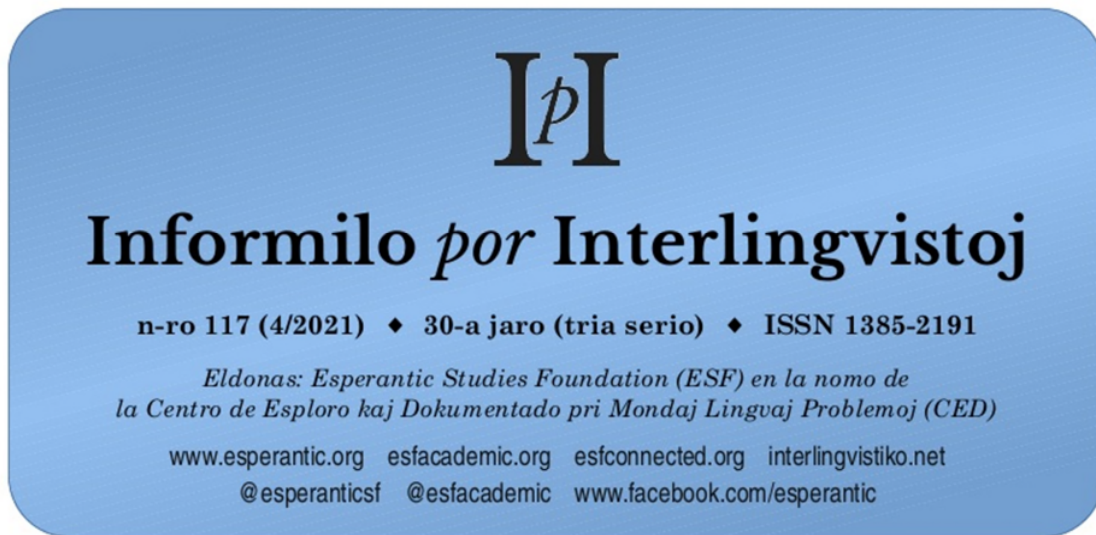 IpI
Informilo por Interlingvistoj
n-ro 117 (4/2021) ◆ 30-a jaro (tria serio) ◆ ISSN 1385-2191
Eldonas: Esperantic Studies Foundation (ESF) en la nomo de
la Centro de Esploro kaj Dokumentado pri Mondaj Lingvaj Problemoj (CED)
www.esperantic.org esfacademic.org esfconnected.org interlingvistiko.net
@esperanticsf @esfacademic www.facebook.com/esperantic